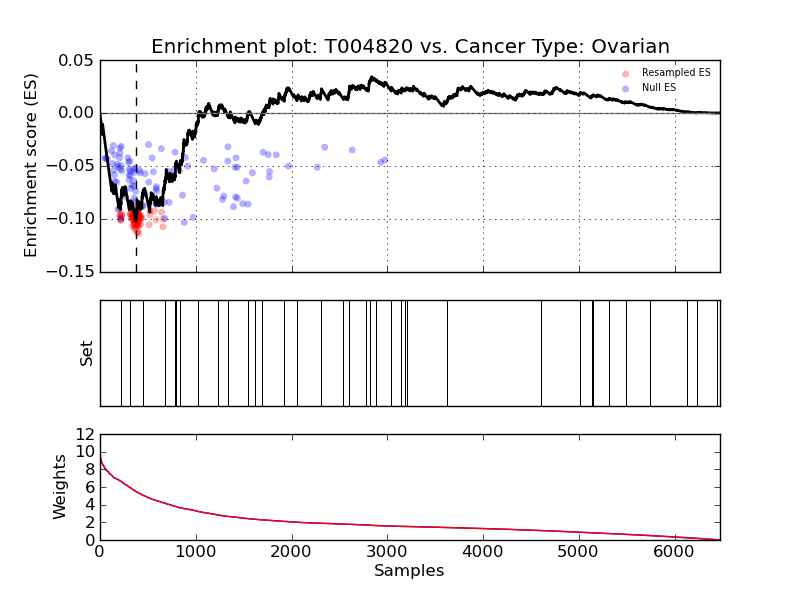 Enrichment plot: T004820 vs. Cancer Type: Ovarian
Enrichment score (ES)
0.05
0.00
−0.05
−0.10
−0.15
Resampled ES
Null ES
Set
Weights
12
10
8
6
4
2
0
0 1000 2000 3000 4000 5000 6000
Samples